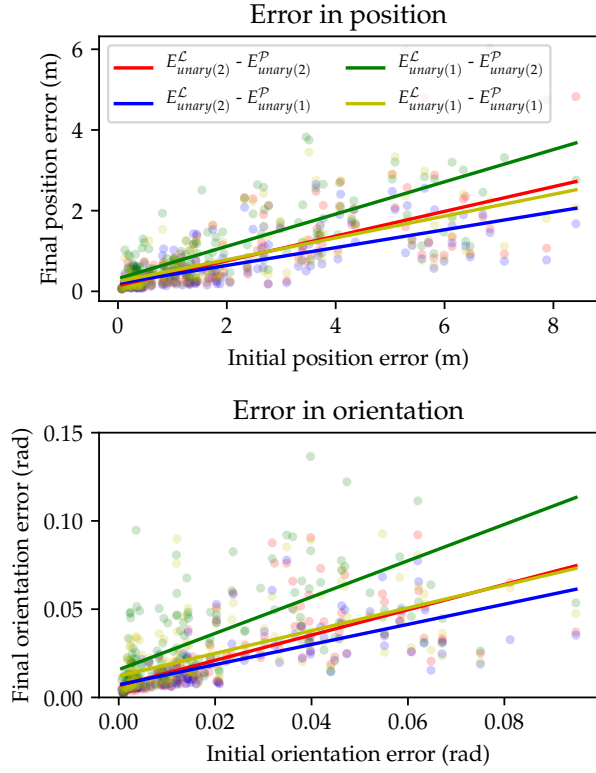 Error in position
Final position error (m)
6
4
2
0
E^L_unary(2) - E^P_unary(2)
E^L_unary(1) - E^P_unary(2)
E^L_unary(2) - E^P_unary(1)
E^L_unary(1) - E^P_unary(1)
0 2 4 6 8
Initial position error (m)
Error in orientation
Final orientation error (rad)
0.15
0.10
0.05
0.00
0.00 0.02 0.04 0.06 0.08
Initial orientation error (rad)